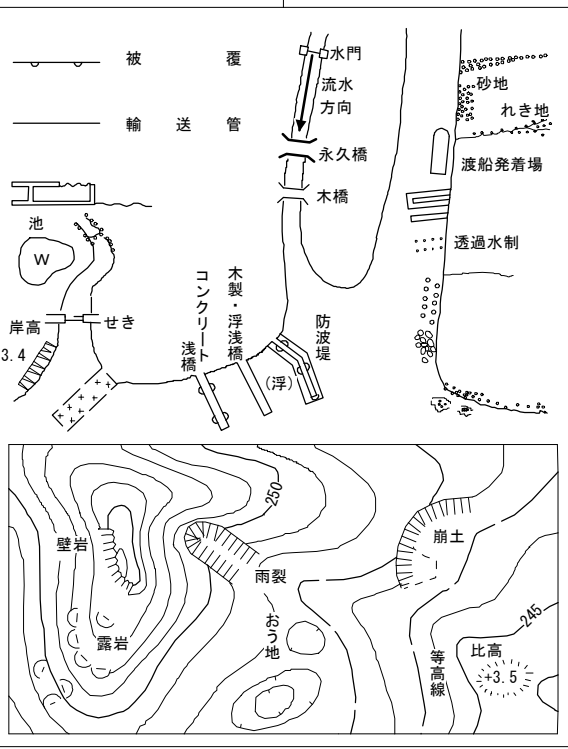 被覆
輸送管
水門
流水
方向
永久橋
木橋
砂地
れき地
渡船発着場
透過水制
池
W
岸高
3.4
せき
コンクリート
浅橋
木製・浮浅橋
(浮)
防波堤
250
壁岩
雨裂
露岩
おう地
崩土
等高線
245
比高
+3.5